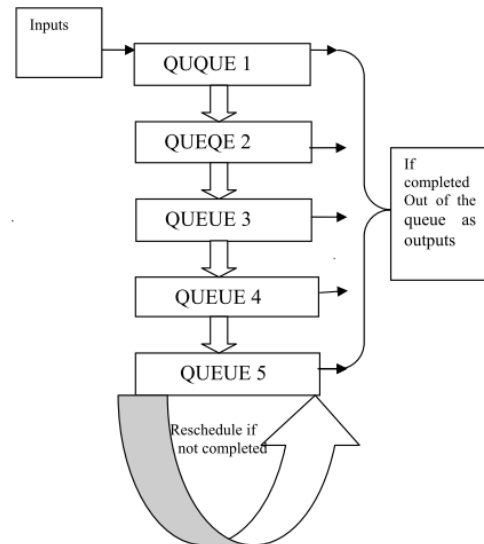 Inputs
QUQUE 1
QUEQE 2
QUEUE 3
QUEUE 4
QUEUE 5
If
completed
Out of the
queue as
outputs
Reschedule if
not completed